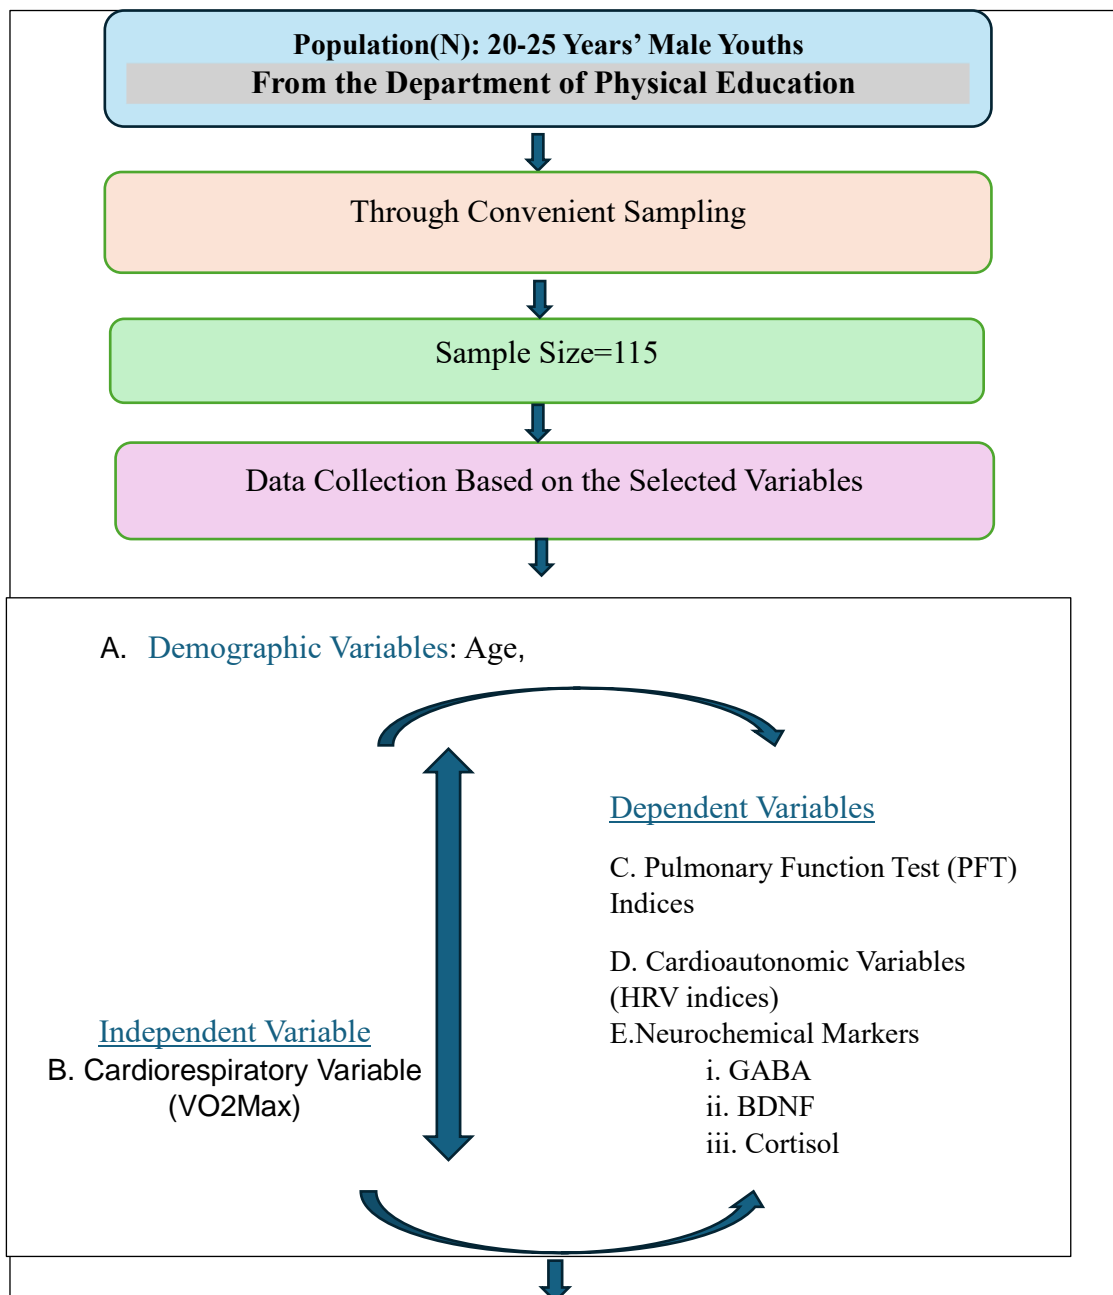 Population(N): 20-25 Years’ Male Youths
From the Department of Physical Education
Through Convenient Sampling
Sample Size=115
Data Collection Based on the Selected Variables
A. Demographic Variables: Age,
Independent Variable
B. Cardiorespiratory Variable
(VO2Max)
Dependent Variables
C. Pulmonary Function Test (PFT)
Indices
D. Cardioautonomic Variables
(HRV indices)
E.Neurochemical Markers
i. GABA
ii. BDNF
iii. Cortisol